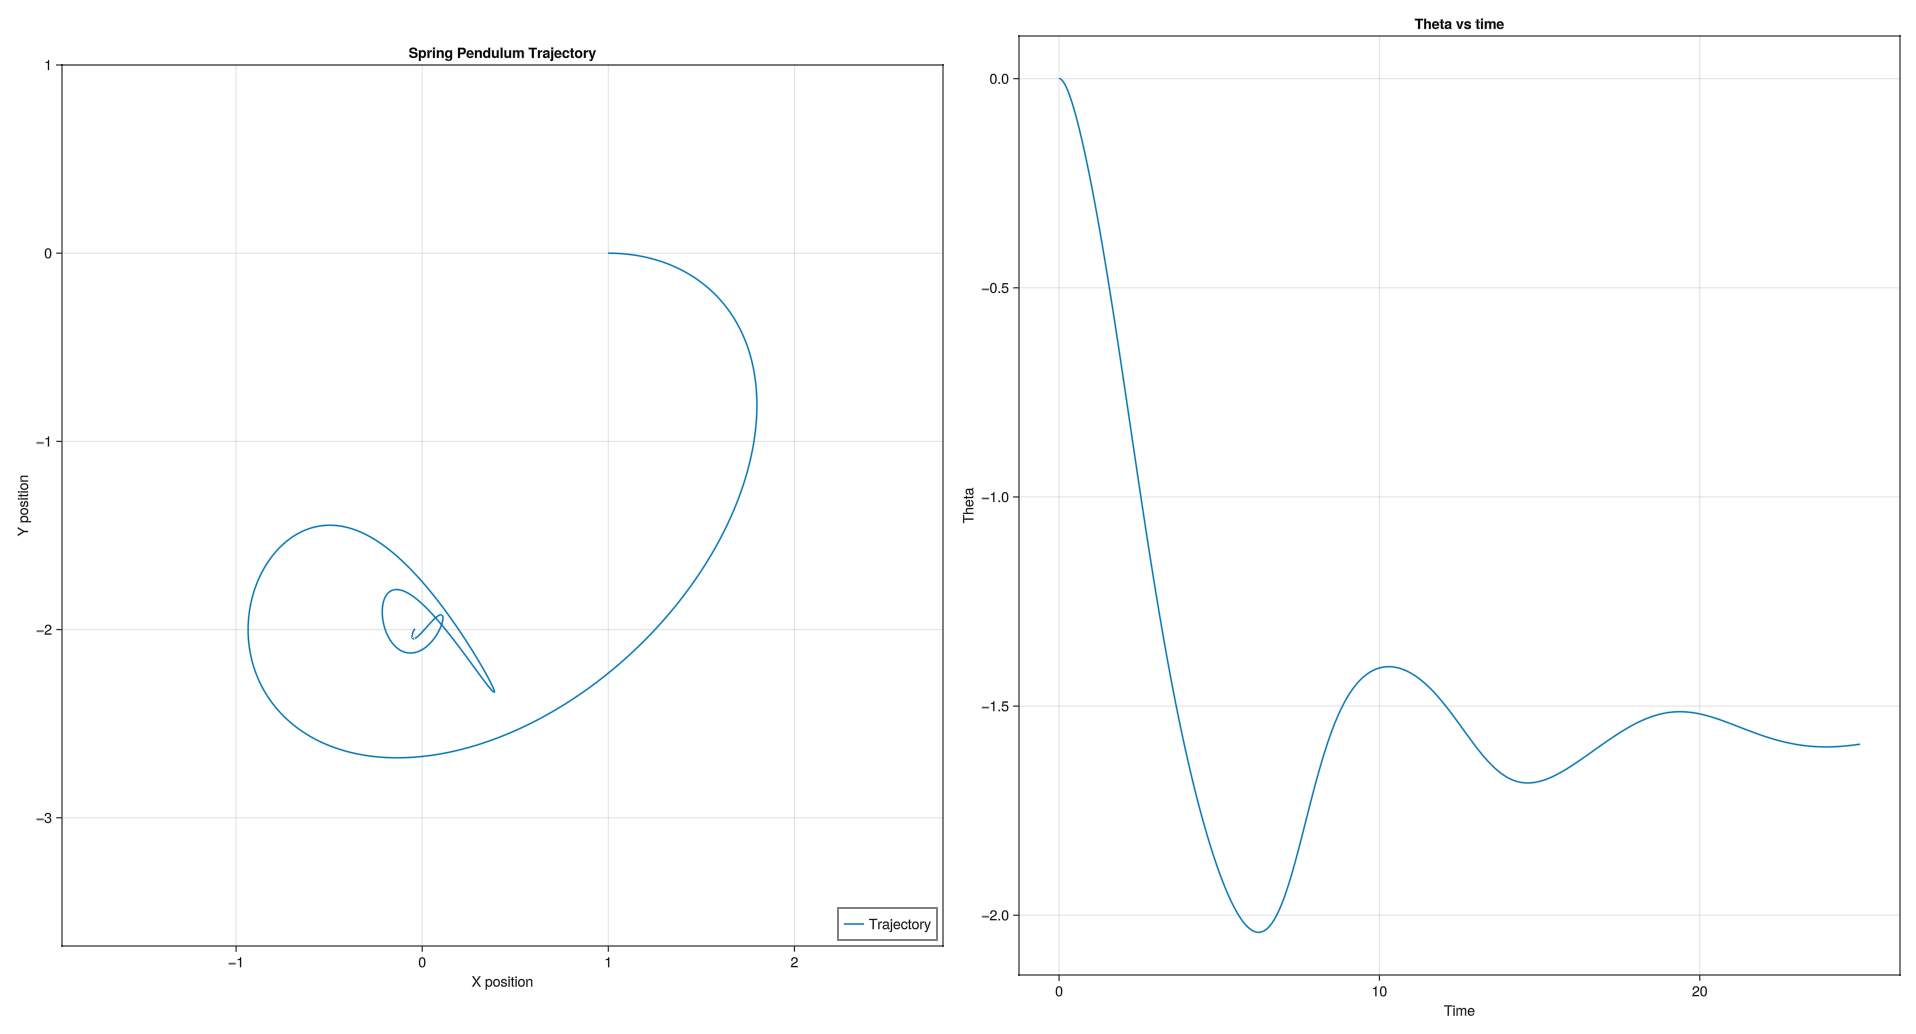 Spring Pendulum Trajectory
1
0
−1
−2
−3
Y position
−1
0
1
2
X position
Trajectory
Theta vs time
0.0
−0.5
−1.0
−1.5
−2.0
Theta
0
10
20
Time